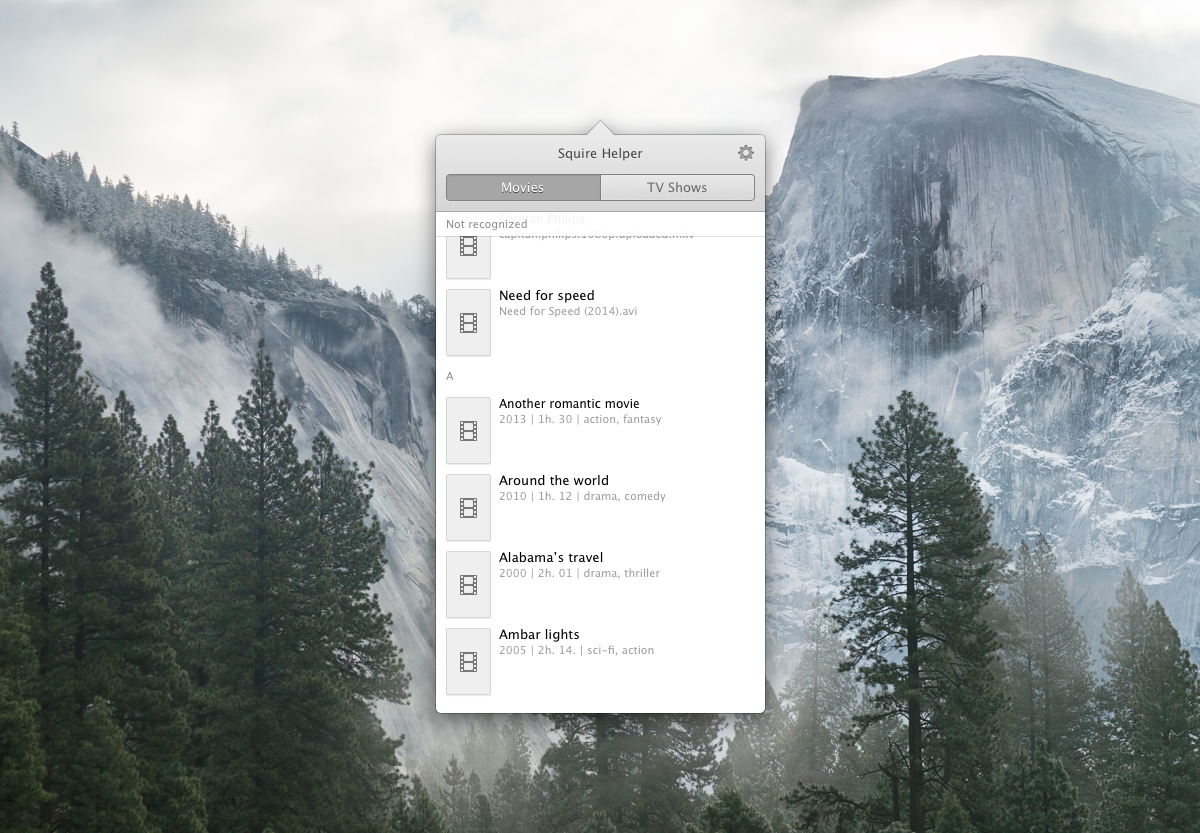 Squire Helper
Movies
TV Shows
Not recognized
Philips
Need for speed
Need for Speed (2014).avi
A
Another romantic movie
2013 | 1h. 30 | action, fantasy
Around the world
2010 | 1h. 12 | drama, comedy
Alabama’s travel
2000 | 2h. 01 | drama, thriller
Ambar lights
2005 | 2h. 14. | sci-fi, action